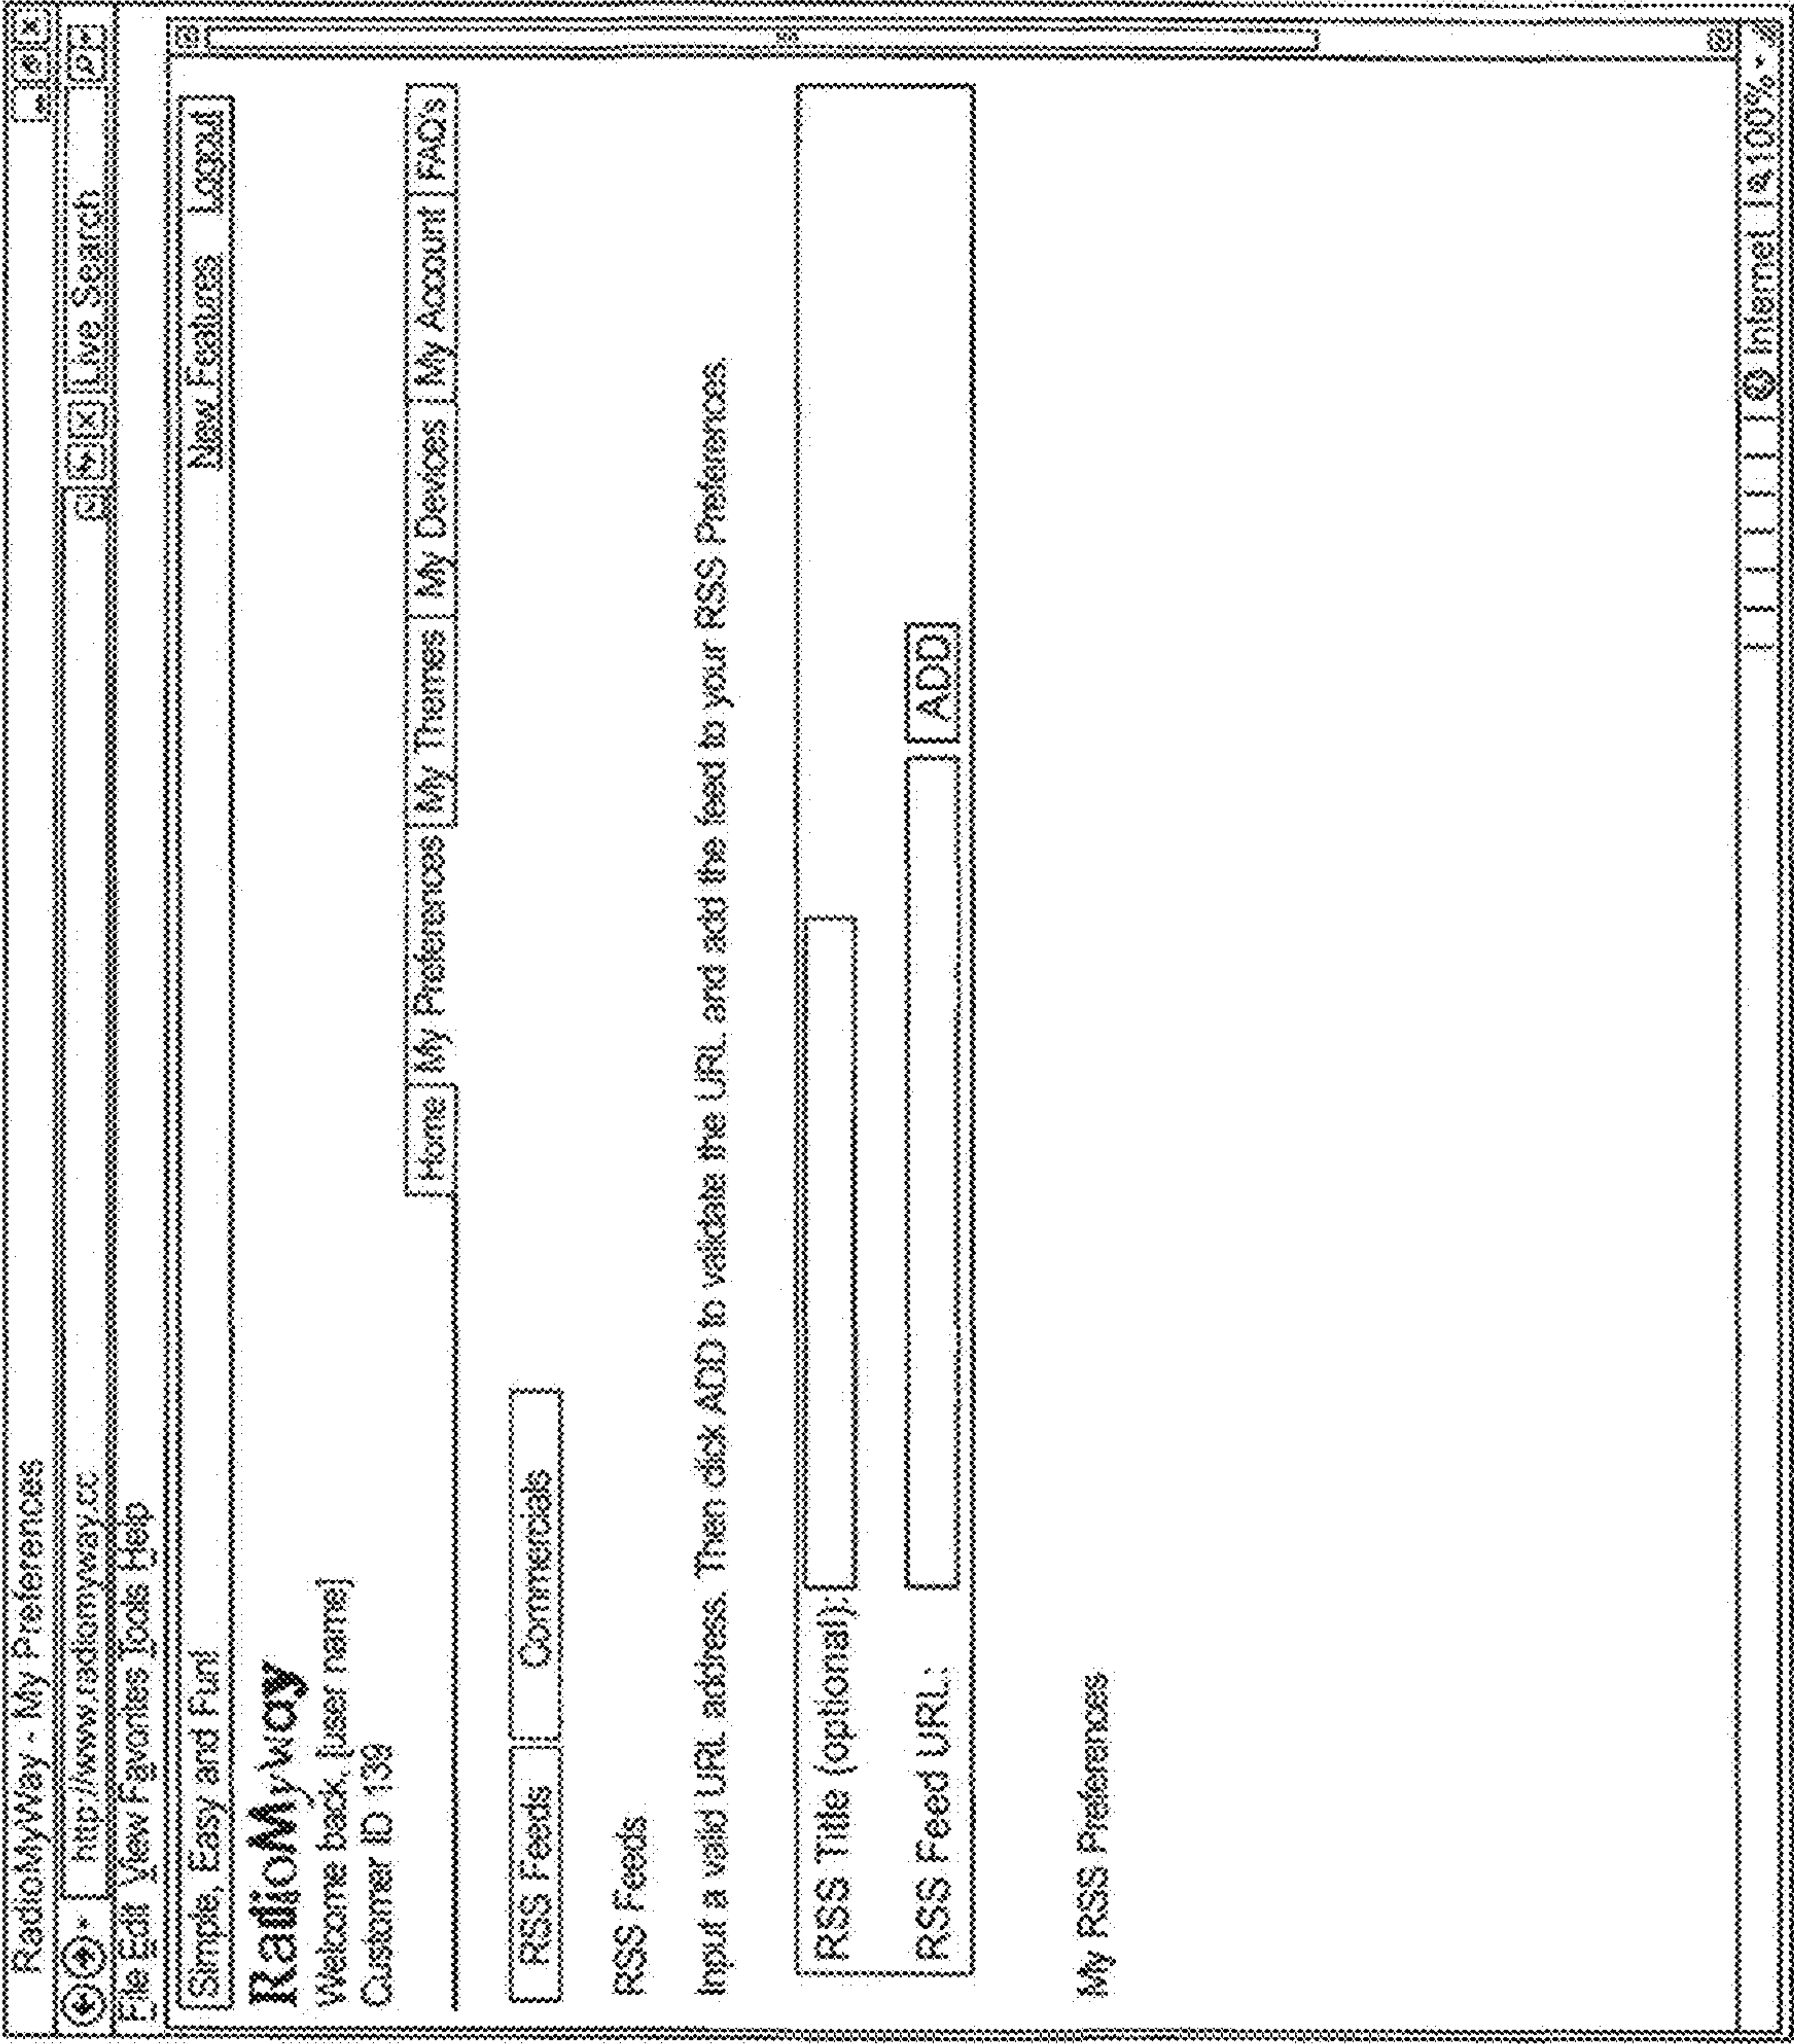 RadioMyWay - My Preferences
http://www.radiomyway.cc
Live Search
File Edit View Favorites Tools Help
Simple, Easy and Fun! New Features Logout
RadioMyway
Welcome back, [user name]
Customer ID 139
Home My Preferences My Themes My Devices My Account FAQ's
RSS Feeds Commercials
RSS Feeds
Input a valid URL address. Then click ADD to validate the URL and add the feed to your RSS Preferences.
RSS Title (optional):
RSS Feed URL: ADD
My RSS Preferences
Internet 100%